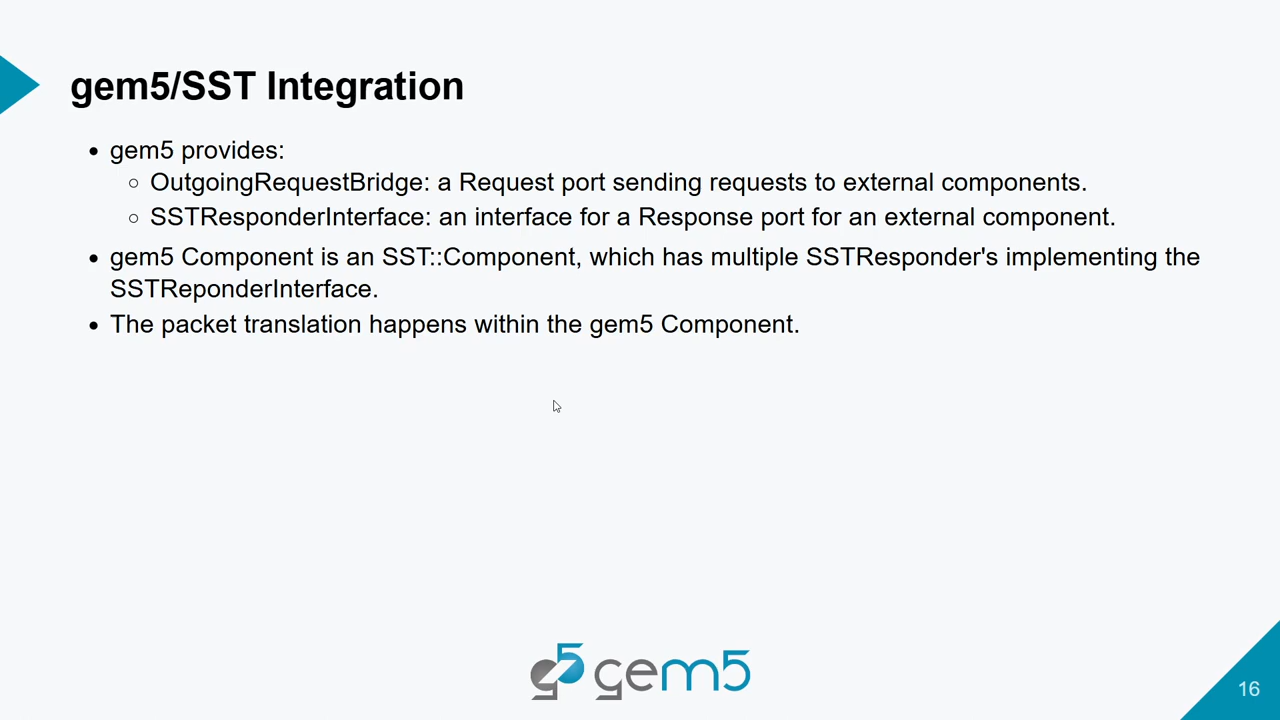 gem5/SST Integration
gem5 provides:
OutgoingRequestBridge: a Request port sending requests to external components.
SSTResponderInterface: an interface for a Response port for an external component.
gem5 Component is an SST::Component, which has multiple SSTResponder's implementing the
SSTReponderInterface.
The packet translation happens within the gem5 Component.
g5 gem5
16